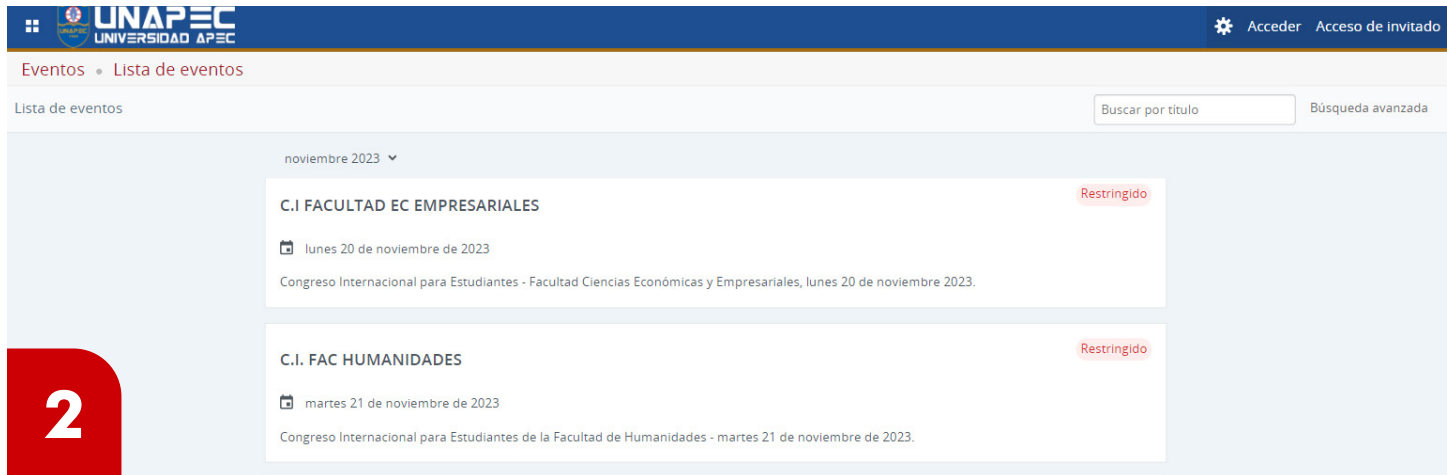 UNAPEC
UNIVERSIDAD APEC
Acceder Acceso de invitado
Eventos • Lista de eventos
Lista de eventos
Buscar por título
Búsqueda avanzada
noviembre 2023
C.I FACULTAD EC EMPRESARIALES
Restringido
lunes 20 de noviembre de 2023
Congreso Internacional para Estudiantes - Facultad Ciencias Económicas y Empresariales, lunes 20 de noviembre 2023.
C.I. FAC HUMANIDADES
Restringido
martes 21 de noviembre de 2023
Congreso Internacional para Estudiantes de la Facultad de Humanidades - martes 21 de noviembre de 2023.
2